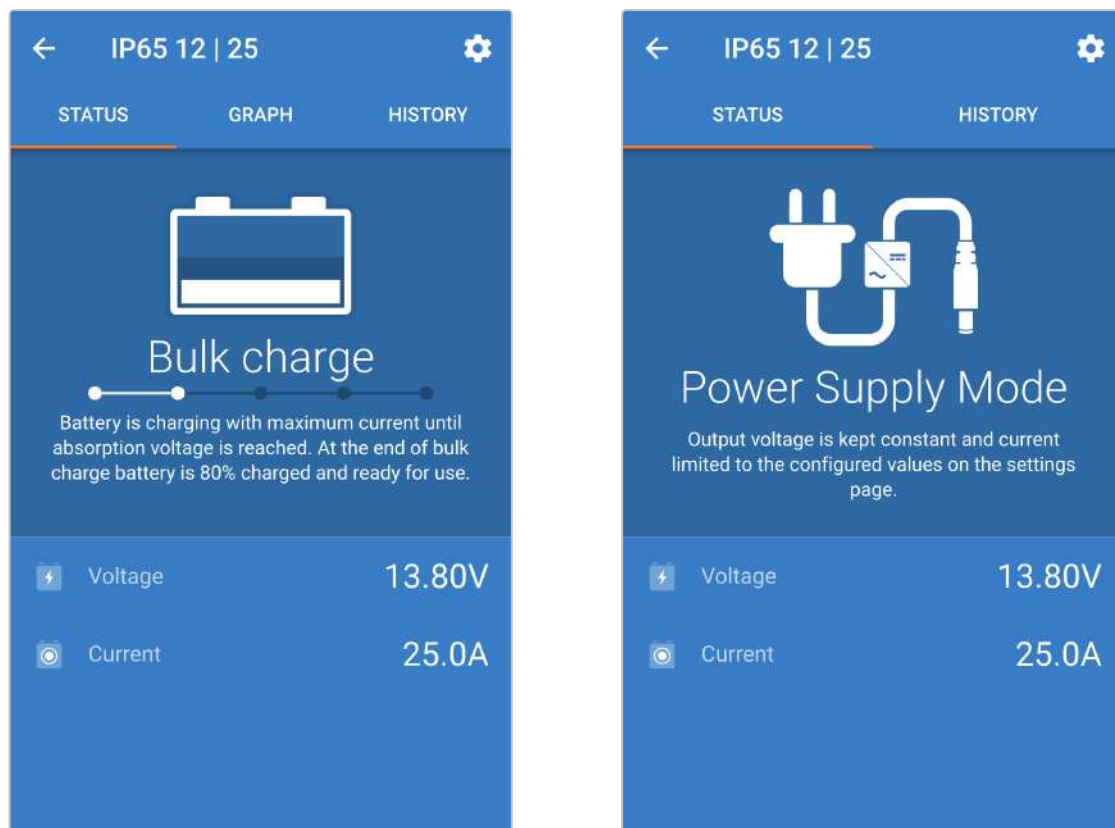 IP65 12 | 25
STATUS GRAPH HISTORY
Bulk charge
Battery is charging with maximum current until
absorption voltage is reached. At the end of bulk
charge battery is 80% charged and ready for use.
Voltage 13.80V
Current 25.0A
IP65 12 | 25
STATUS HISTORY
Power Supply Mode
Output voltage is kept constant and current
limited to the configured values on the settings
page.
Voltage 13.80V
Current 25.0A